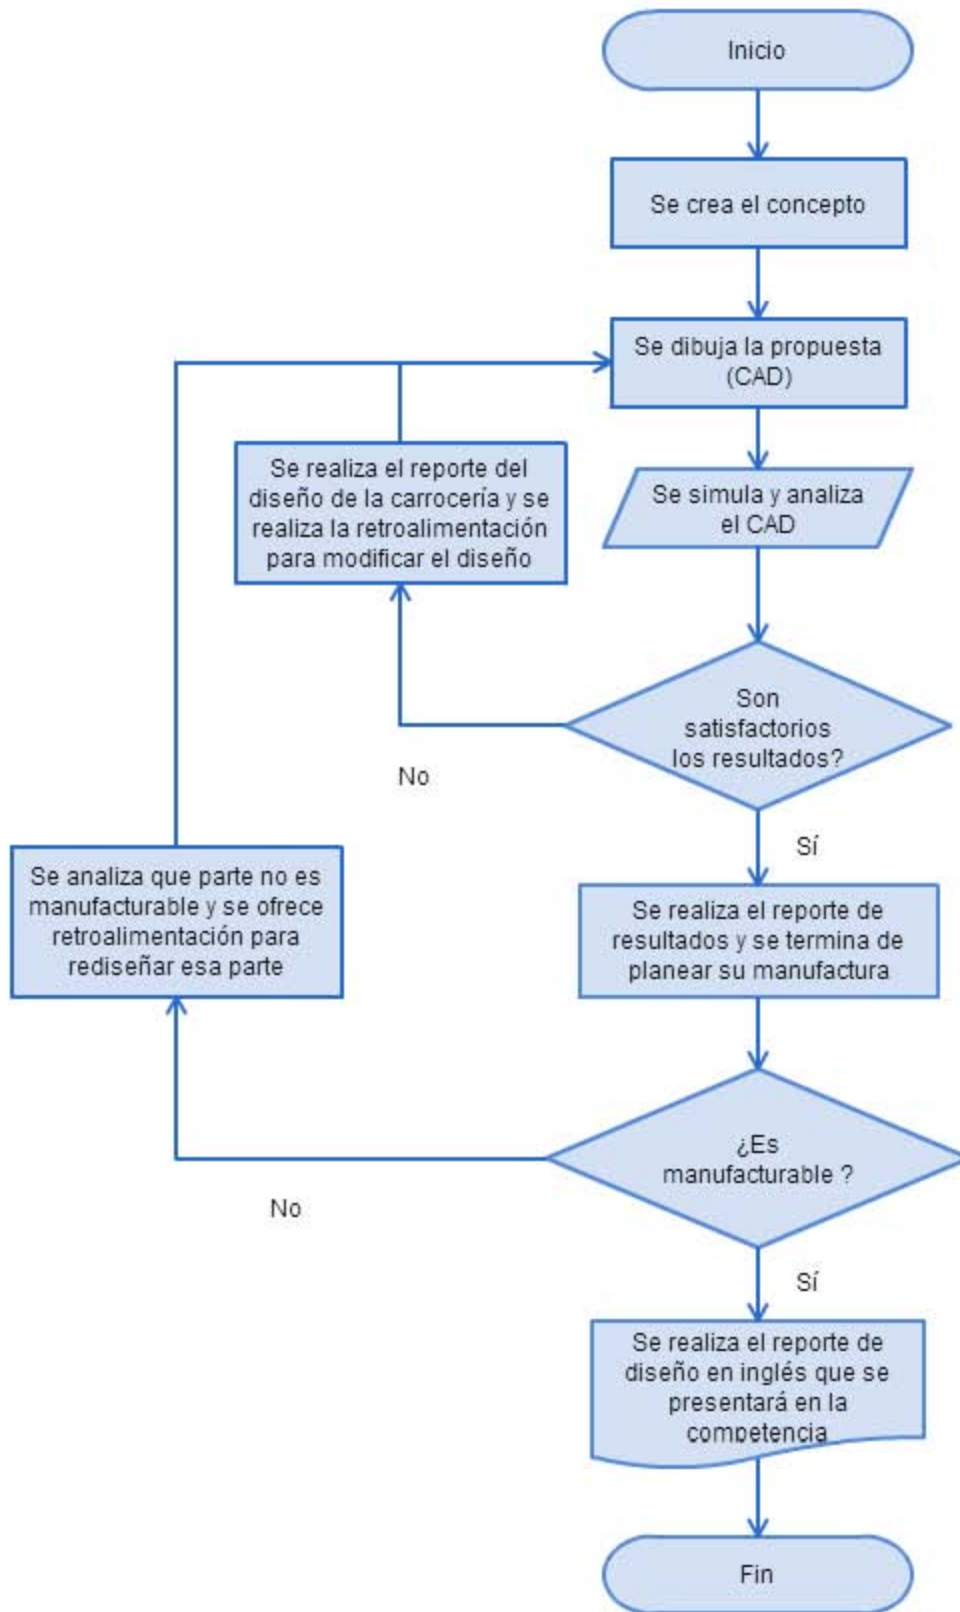 Inicio
Se crea el concepto
Se dibuja la propuesta
(CAD)
Se realiza el reporte del
diseño de la carrocería y se
realiza la retroalimentación
para modificar el diseño
Se simula y analiza
el CAD
Son
satisfactorios
los resultados?
No
Sí
Se analiza que parte no es
manufacturable y se ofrece
retroalimentación para
rediseñar esa parte
Se realiza el reporte de
resultados y se termina de
planear su manufactura
¿Es
manufacturable ?
No
Sí
Se realiza el reporte de
diseño en inglés que se
presentará en la
competencia
Fin